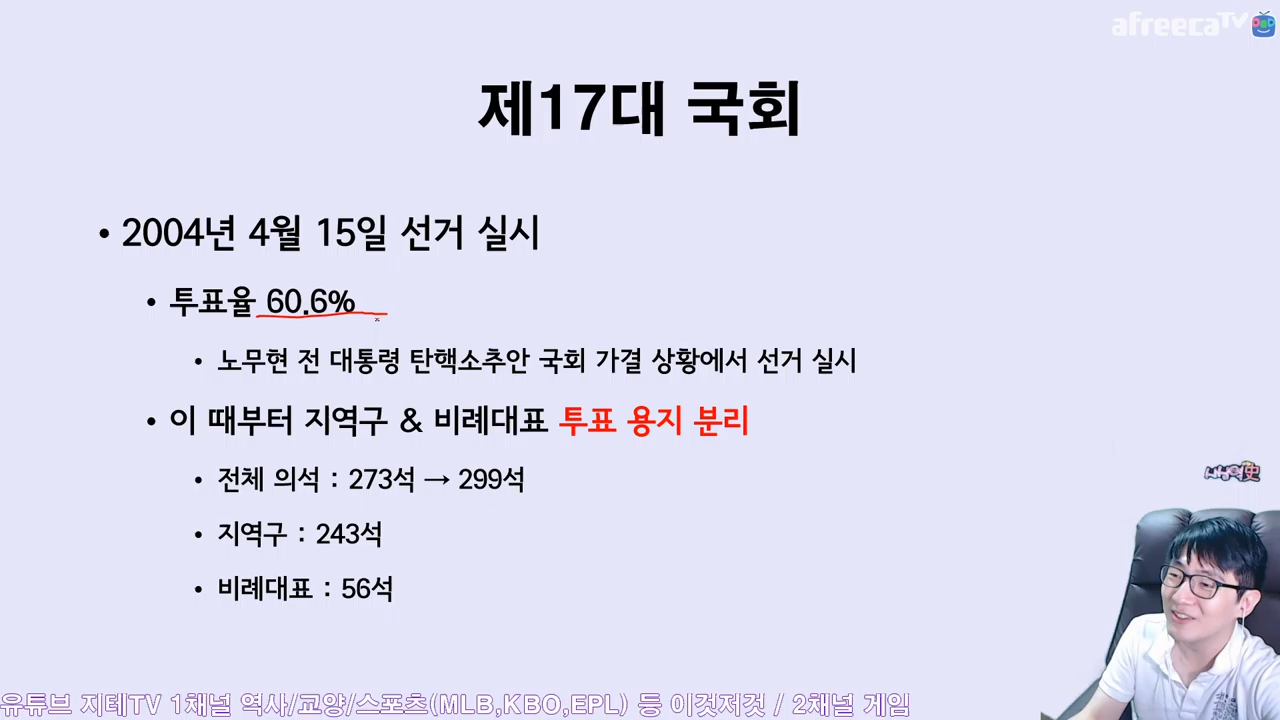 afreecaTV
제17대 국회
• 2004년 4월 15일 선거 실시
• 투표율 60.6%
• 노무현 전 대통령 탄핵소추안 국회 가결 상황에서 선거 실시
• 이 때부터 지역구 & 비례대표 투표 용지 분리
• 전체 의석 : 273석 → 299석
• 지역구 : 243석
• 비례대표 : 56석
유튜브 지테TV 1채널 역사/교양/스포츠(MLB,KBO,EPL) 등 이것저것 / 2채널 게임